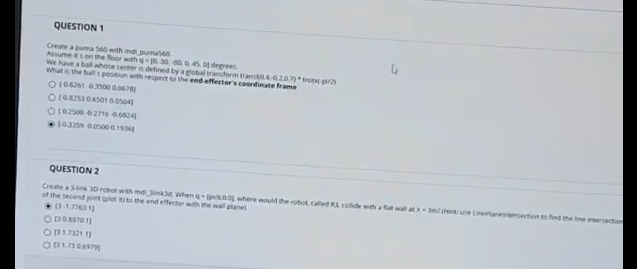 QUESTION 1
Create a puma 560 with mdl_puma560.
Assume it s on the floor with q = [0, 30, -80, 0, 45, 0] degrees
We have a ball whose center is defined by a global transform transl(0.4,-0.2,0.7) * trotx(-pi/2)
What is the ball s position with respect to the end-effector's coordinate frame
[-0.6261 -0.3500 0.0678]
[-0.8253 0.6501 0.0504]
[0.2500 -0.2716 -0.6924]
[-0.3359 -0.0500 0.1936]
QUESTION 2
Create a 3-link 3D robot with mdl_3link3d. When q = where would the robot, called R3, collide with a flat wall at X = 3m? (Hint: use LinePlaneIntersection to find the line intersection
of the second joint (plot it) to the end effector with the wall plane)
[3 -1.7763 1]
[3 0.8870 1]
[3 1.7321 1]
[3 1.73 0.6979]